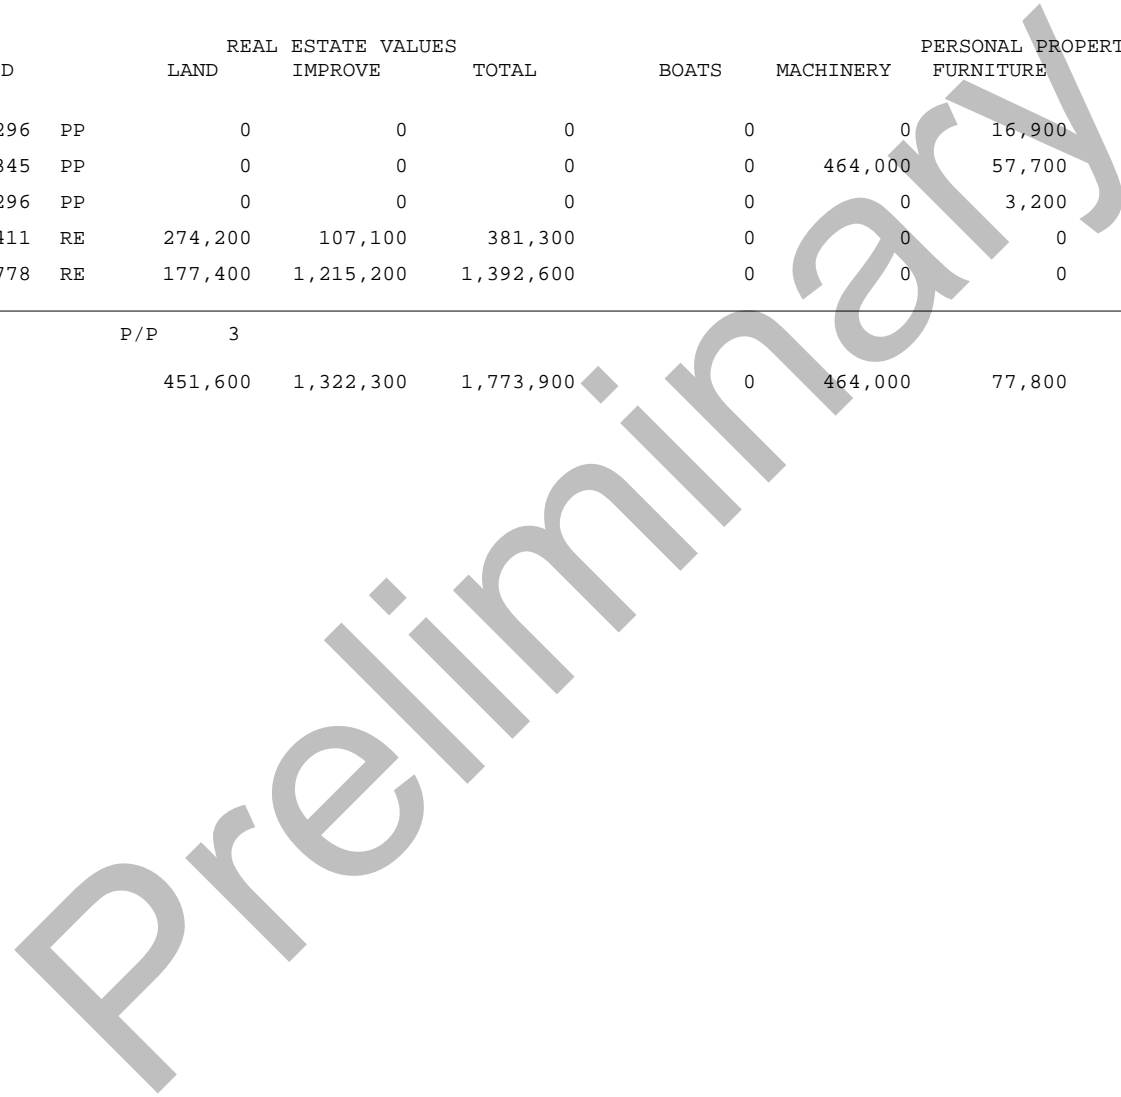 REAL ESTATE VALUES PERSONAL PROPERT
D LAND IMPROVE TOTAL BOATS MACHINERY FURNITURE
296 PP 0 0 0 0 0 16,900
345 PP 0 0 0 0 464,000 57,700
296 PP 0 0 0 0 0 3,200
411 RE 274,200 107,100 381,300 0 0 0
778 RE 177,400 1,215,200 1,392,600 0 0 0
P/P 3
451,600 1,322,300 1,773,900 0 464,000 77,800
Preliminary